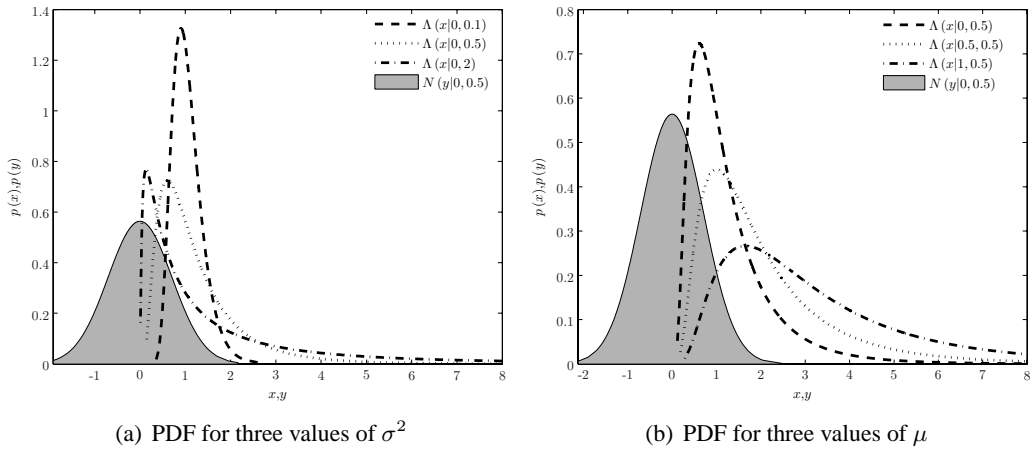 1.4
1.2
1
0.8
0.6
0.4
0.2
0
p(x),p(y)
-1 0 1 2 3 4 5 6 7 8
x,y
Λ(x|0, 0.1)
Λ(x|0, 0.5)
Λ(x|0, 2)
N(y|0, 0.5)
(a) PDF for three values of σ²
0.8
0.7
0.6
0.5
0.4
0.3
0.2
0.1
0
p(x),p(y)
-2 -1 0 1 2 3 4 5 6 7 8
x,y
Λ(x|0, 0.5)
Λ(x|0.5, 0.5)
Λ(x|1, 0.5)
N(y|0, 0.5)
(b) PDF for three values of μ